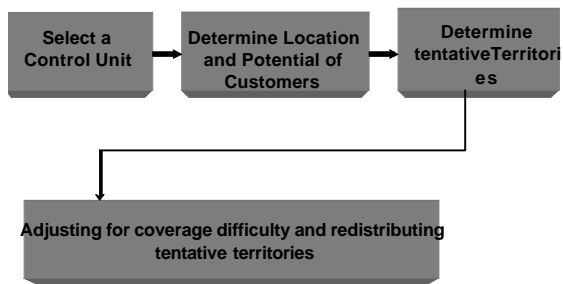 Select a
Control Unit
Determine Location
and Potential of
Customers
Determine
tentativeTerritori
es
Adjusting for coverage difficulty and redistributing
tentative territories